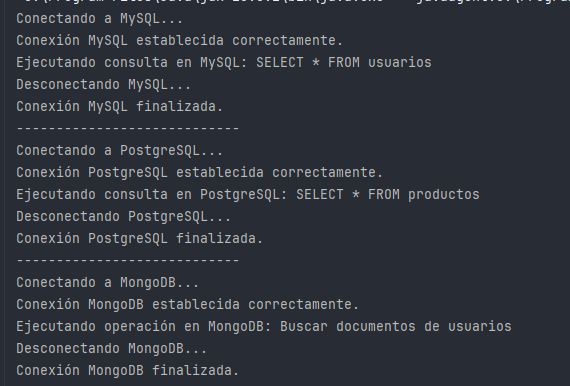 Conectando a MySQL...
Conexión MySQL establecida correctamente.
Ejecutando consulta en MySQL: SELECT * FROM usuarios
Desconectando MySQL...
Conexión MySQL finalizada.
---------------------------
Conectando a PostgreSQL...
Conexión PostgreSQL establecida correctamente.
Ejecutando consulta en PostgreSQL: SELECT * FROM productos
Desconectando PostgreSQL...
Conexión PostgreSQL finalizada.
---------------------------
Conectando a MongoDB...
Conexión MongoDB establecida correctamente.
Ejecutando operación en MongoDB: Buscar documentos de usuarios
Desconectando MongoDB...
Conexión MongoDB finalizada.